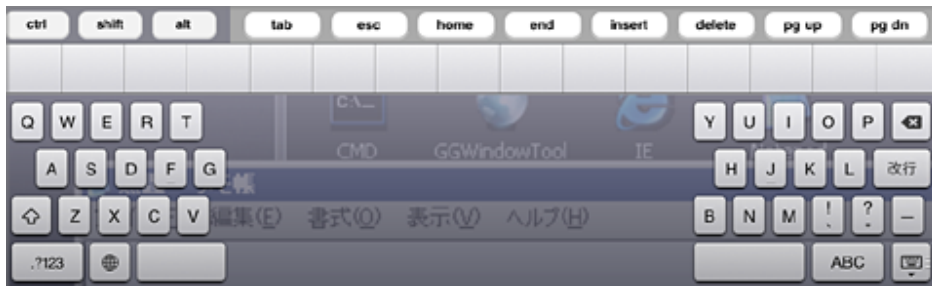 ctrl shift alt tab esc home end insert delete pg up pg dn
C:\_
Q W E R T Y U I O P
CMD GGWindowTool IE
A S D F G H J K L 改行
帳
Z X C V 編集(E) 書式(O) 表示(V) ヘルプ(H) B N M ! , ? . _
.?123 ABC